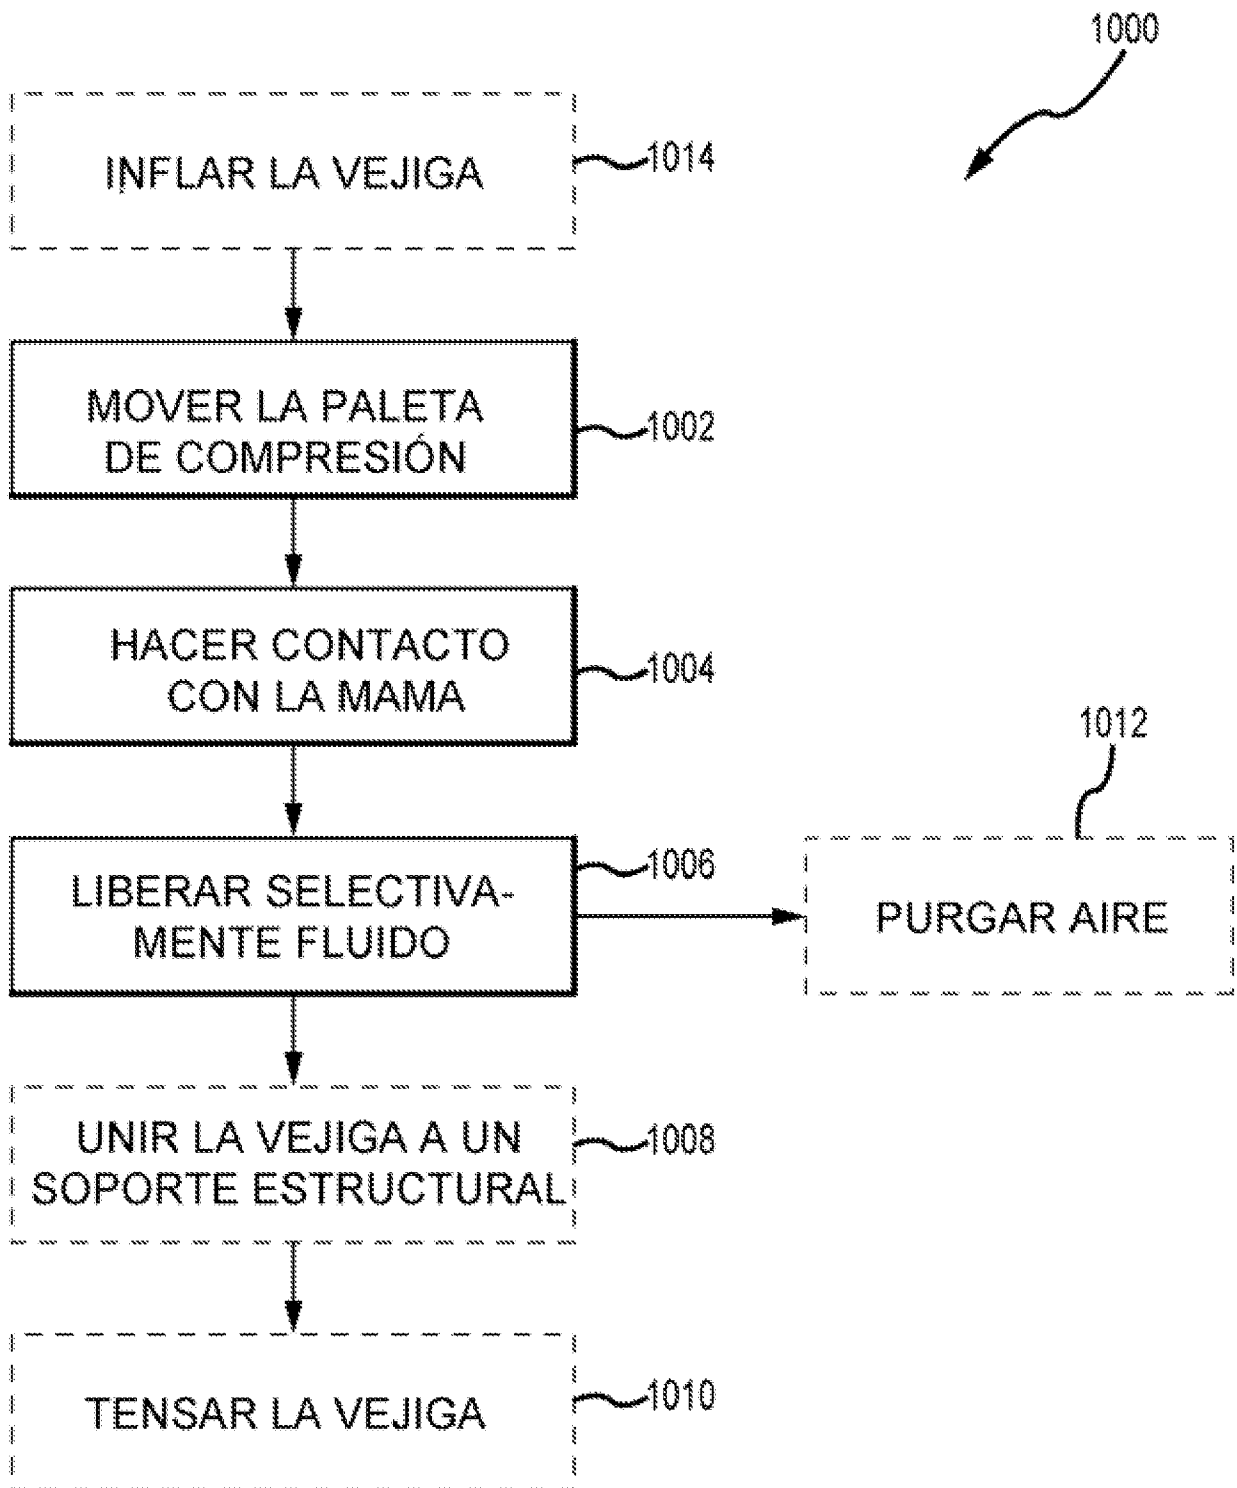 1000
INFLAR LA VEJIGA
1014
MOVER LA PALETA
DE COMPRESIÓN
1002
HACER CONTACTO
CON LA MAMA
1004
1012
LIBERAR SELECTIVA-
MENTE FLUIDO
1006
PURGAR AIRE
UNIR LA VEJIGA A UN
SOPORTE ESTRUCTURAL
1008
TENSAR LA VEJIGA
1010